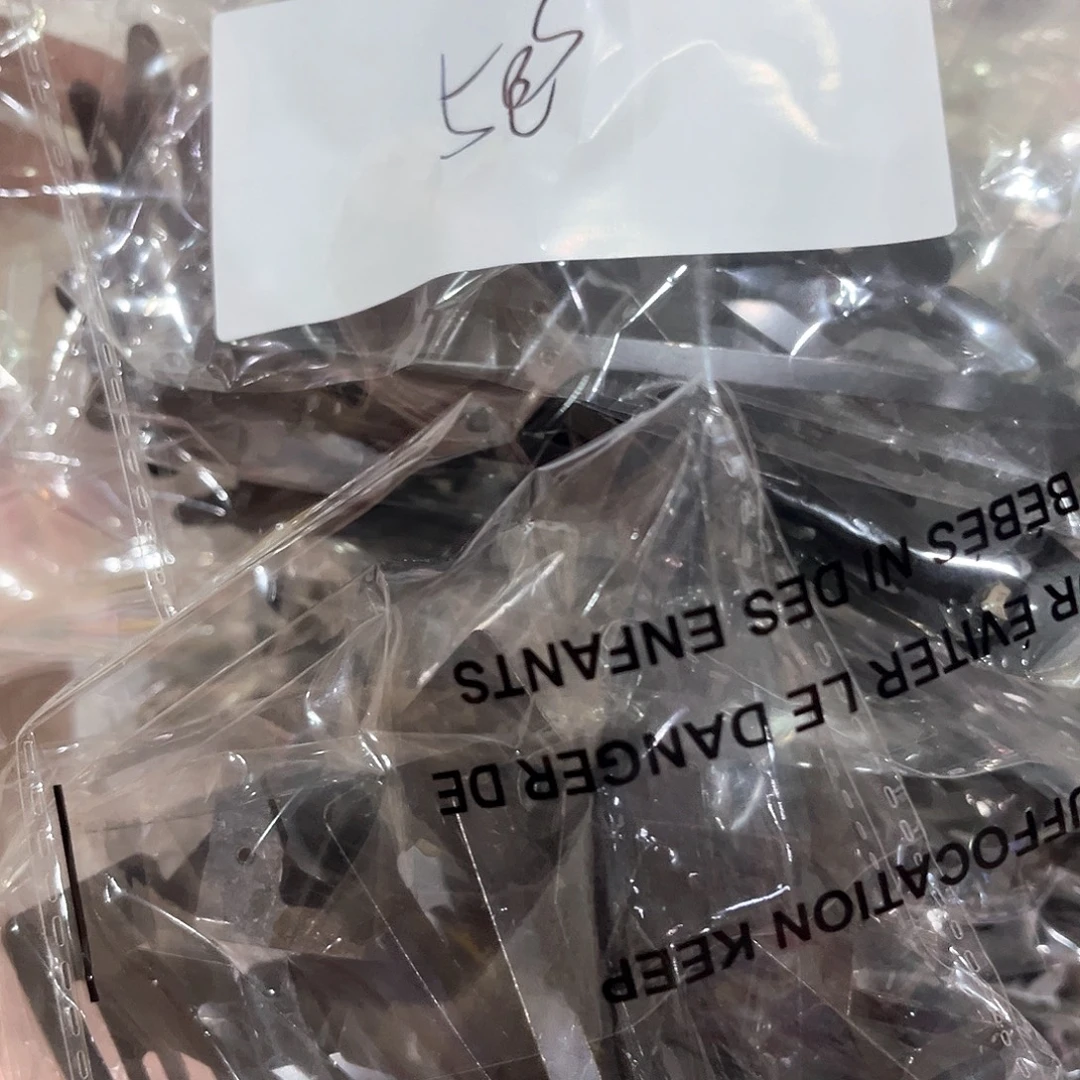 UFFOCATION KEEP
R ÉVITER LE DANGER DE
BÉBÉS NI DES ENFANTS